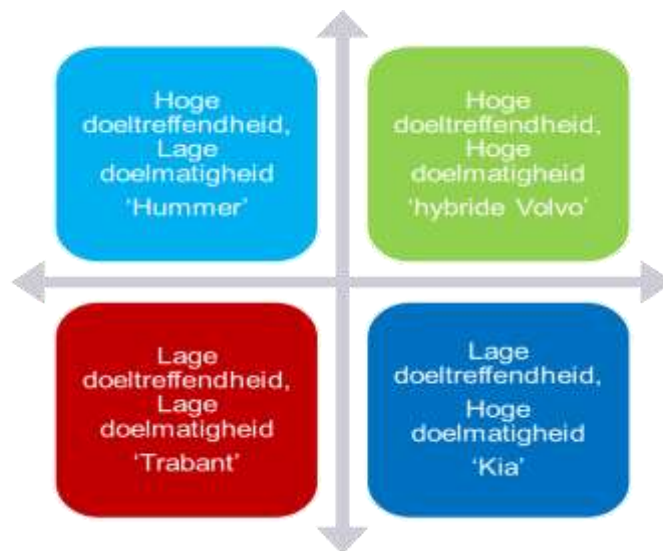 Hoge
doeltreffendheid,
Lage
doelmatigheid
‘Hummer’
Hoge
doeltreffendheid,
Hoge
doelmatigheid
‘hybride Volvo’
Lage
doeltreffendheid,
Lage
doelmatigheid
‘Trabant’
Lage
doeltreffendheid,
Hoge
doelmatigheid
‘Kia’